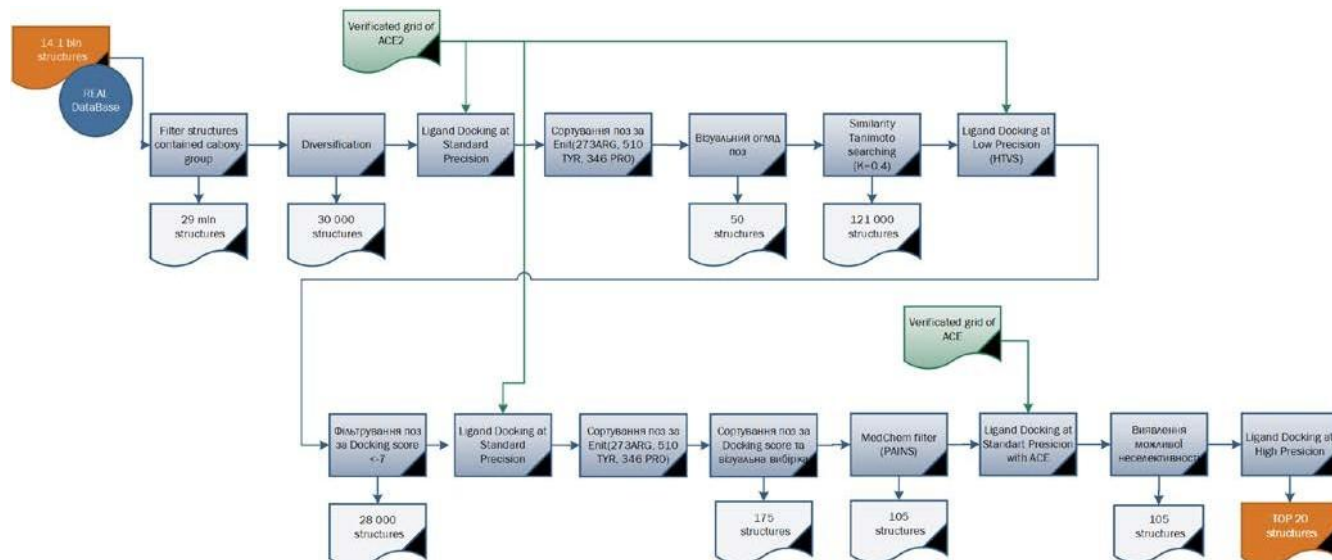 14.1 bln
structures
REAL
DataBase
Verificated grid of
ACE2
Filter structures
contained caboxy-
group
Diversification
Ligand Docking at
Standard
Precision
Сортування поз за
Enit(273ARG, 510
TYR, 346 PRO)
Візуальний огляд
поз
Similarity
Tanimoto
searching
(K=0.4)
Ligand Docking at
Low Precision
(HTVS)
29 mln
structures
30 000
structures
50
structures
121 000
structures
Verificated grid of
ACE
Фільтрування поз
за Docking score
<-7
Ligand Docking at
Standard
Precision
Сортування поз за
Enit(273ARG, 510
TYR, 346 PRO)
Сортування поз за
Docking score та
візуальна вибірка
MedChem filter
(PAINS)
Ligand Docking at
Standart Presicion
with ACE
Виявлення
можливої
неселективності
Ligand Docking at
High Presicion
28 000
structures
175
structures
105
structures
105
structures
TOP 20
structures